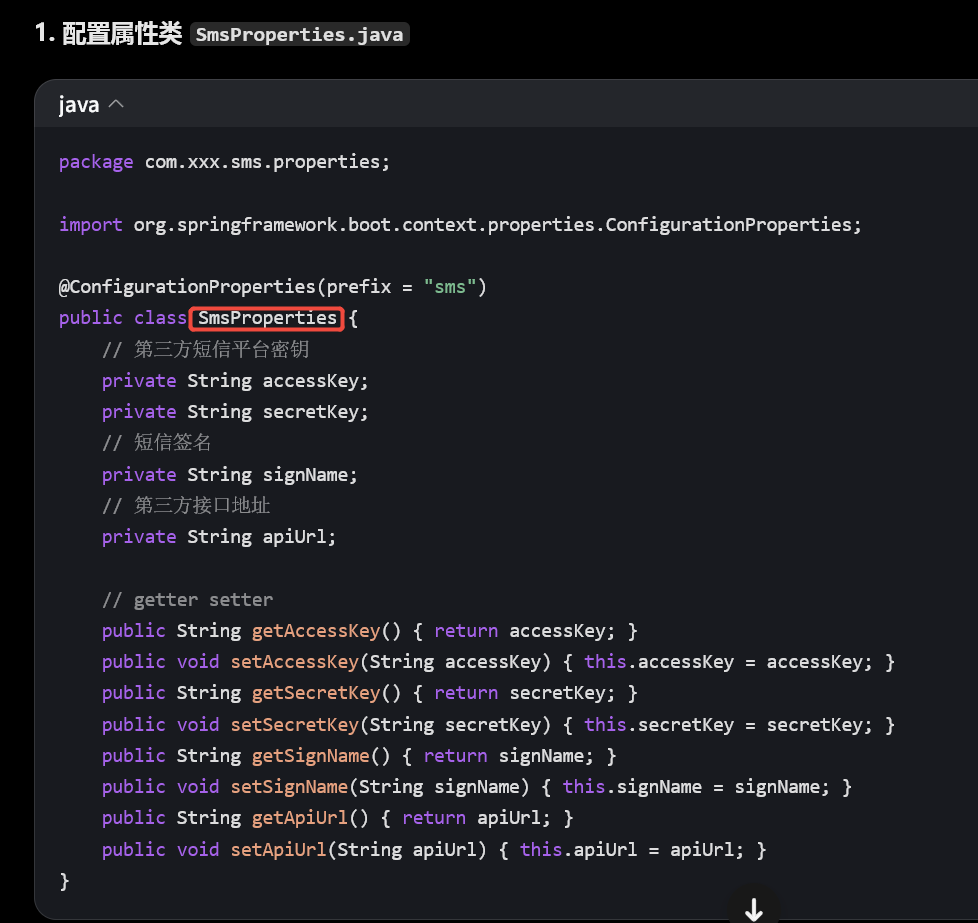 1. 配置属性类 SmsProperties.java
java
package com.xxx.sms.properties;
import org.springframework.boot.context.properties.ConfigurationProperties;
@ConfigurationProperties(prefix = "sms")
public class SmsProperties {
// 第三方短信平台密钥
private String accessKey;
private String secretKey;
// 短信签名
private String signName;
// 第三方接口地址
private String apiUrl;
// getter setter
public String getAccessKey() { return accessKey; }
public void setAccessKey(String accessKey) { this.accessKey = accessKey; }
public String getSecretKey() { return secretKey; }
public void setSecretKey(String secretKey) { this.secretKey = secretKey; }
public String getSignName() { return signName; }
public void setSignName(String signName) { this.signName = signName; }
public String getApiUrl() { return apiUrl; }
public void setApiUrl(String apiUrl) { this.apiUrl = apiUrl; }
}